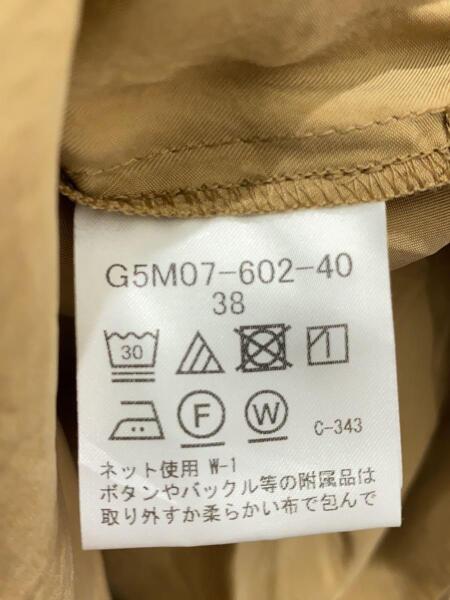 G5M07-602-40
38
30
F W C-343
ネット使用 W-1
ボタンやバックル等の附属品は
取り外すか柔らかい布で包んで